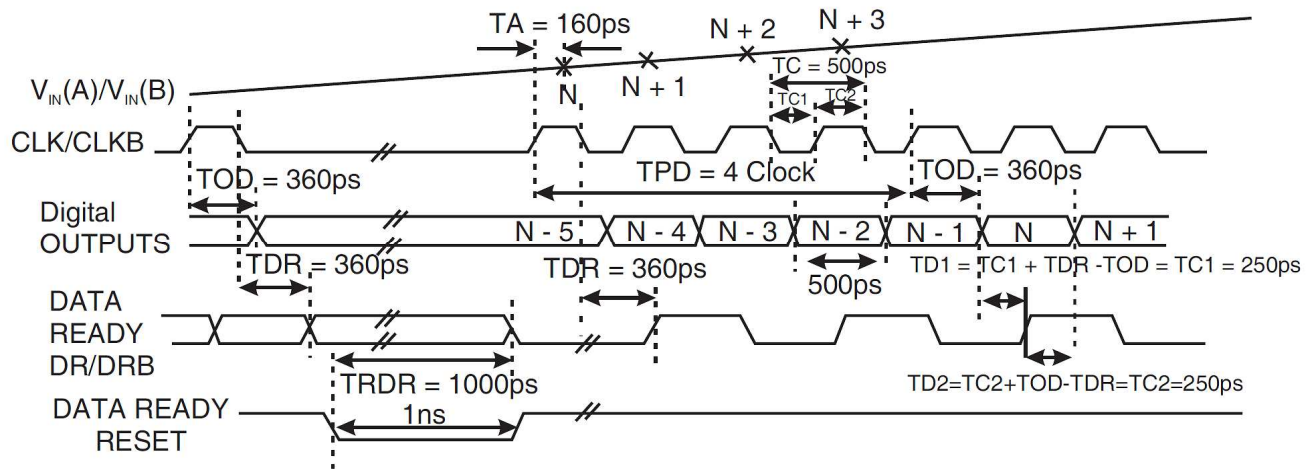 TA = 160ps
N + 2
N + 3
TC = 500ps
V_IN(A)/V_IN(B)
N
N + 1
TC1
TC2
CLK/CLKB
TOD = 360ps
TPD = 4 Clock
TOD = 360ps
Digital
OUTPUTS
N - 5
N - 4
N - 3
N - 2
N - 1
N
N + 1
TDR = 360ps
TDR = 360ps
500ps
TD1 = TC1 + TDR -TOD = TC1 = 250ps
DATA
READY
DR/DRB
TRDR = 1000ps
TD2=TC2+TOD-TDR=TC2=250ps
DATA READY
RESET
1ns